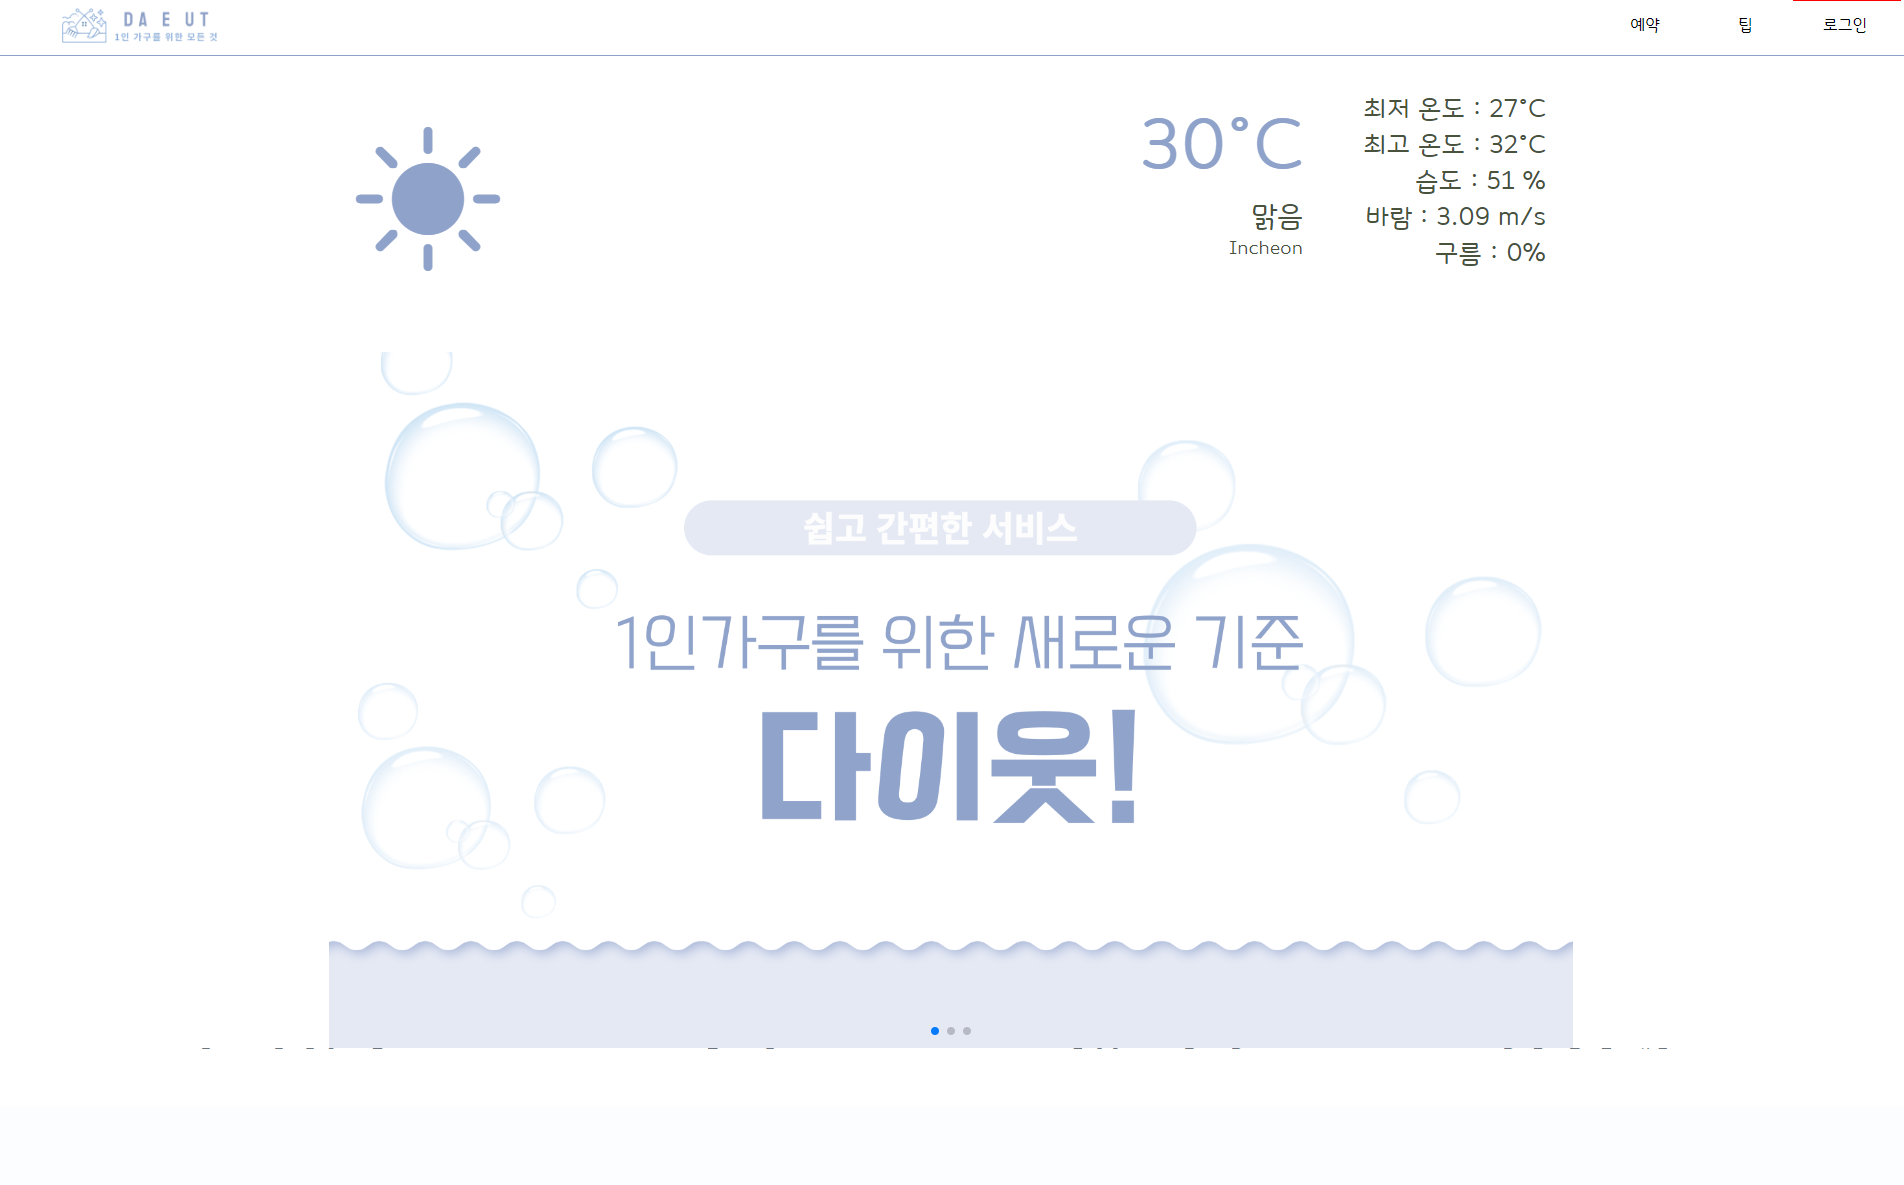 DA E UT
1인 가구를 위한 모든 것
예약
팁
로그인
30°C
맑음
Incheon
최저 온도 : 27°C
최고 온도 : 32°C
습도 : 51 %
바람 : 3.09 m/s
구름 : 0%
쉽고 간편한 서비스
1인가구를 위한 새로운 기준
다이웃!